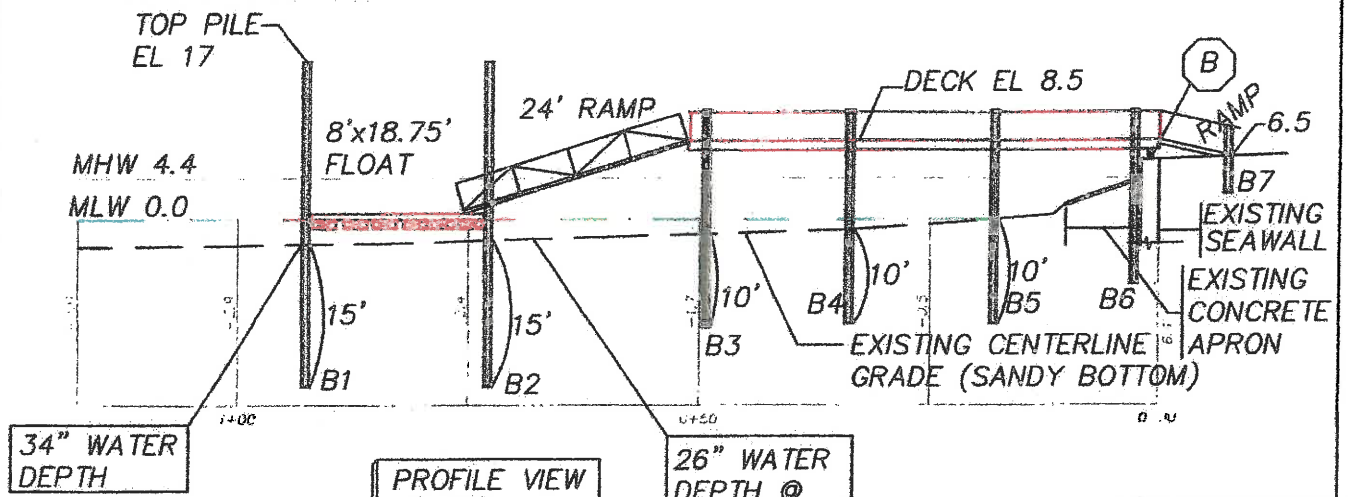 TOP PILE
EL 17
8'x18.75'
FLOAT
24' RAMP
DECK EL 8.5
B
RAMP
6.5
MHW 4.4
MLW 0.0
B7
EXISTING
SEAWALL
15'
B1
15'
B2
10'
B3
10'
B4
10'
B5
B6
EXISTING
CONCRETE
APRON
EXISTING CENTERLINE
GRADE (SANDY BOTTOM)
1+00
0+50
34" WATER
DEPTH
PROFILE VIEW
26" WATER
DEPTH @